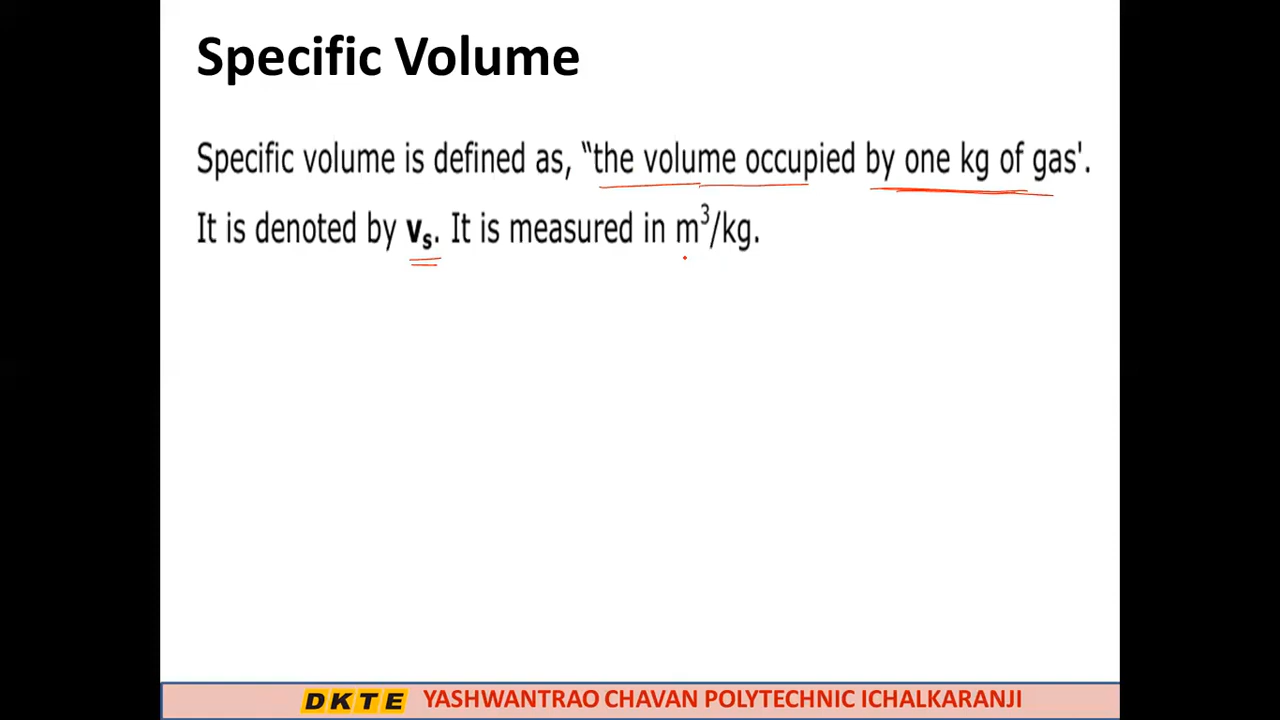 Specific Volume
Specific volume is defined as, “the volume occupied by one kg of gas'.
It is denoted by vₛ. It is measured in m³/kg.
DKTE YASHWANTRAO CHAVAN POLYTECHNIC ICHALKARANJI